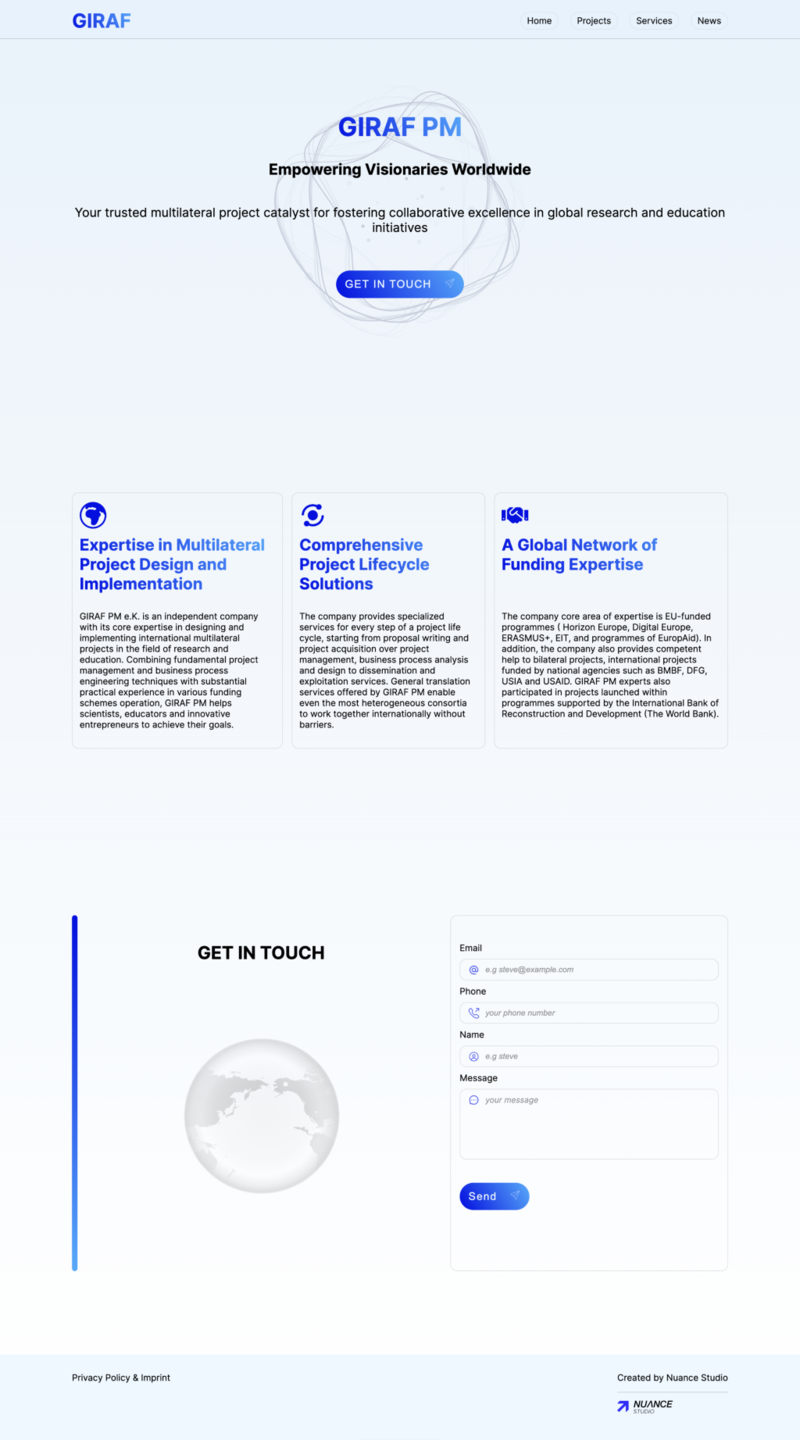 GIRAF
Home
Projects
Services
News
GIRAF PM
Empowering Visionaries Worldwide
Your trusted multilateral project catalyst for fostering collaborative excellence in global research and education
initiatives
GET IN TOUCH
Expertise in Multilateral
Project Design and
Implementation
GIRAF PM e.K. is an independent company
with its core expertise in designing and
implementing international multilateral
projects in the field of research and
education. Combining fundamental project
management and business process
engineering techniques with substantial
practical experience in various funding
schemes operation, GIRAF PM helps
scientists, educators and innovative
entrepreneurs to achieve their goals.
Comprehensive
Project Lifecycle
Solutions
The company provides specialized
services for every step of a project life
cycle, starting from proposal writing and
project acquisition over project
management, business process analysis
and design to dissemination and
exploitation services. General translation
services offered by GIRAF PM enable
even the most heterogeneous consortia
to work together internationally without
barriers.
A Global Network of
Funding Expertise
The company core area of expertise is EU-funded
programmes ( Horizon Europe, Digital Europe,
ERASMUS+, EIT, and programmes of EuropAid). In
addition, the company also provides competent
help to bilateral projects, international projects
funded by national agencies such as BMBF, DFG,
USIA and USAID. GIRAF PM experts also
participated in projects launched within
programmes supported by the International Bank of
Reconstruction and Development (The World Bank).
GET IN TOUCH
Email
e.g steve@example.com
Phone
your phone number
Name
e.g steve
Message
your message
Send
Privacy Policy & Imprint
Created by Nuance Studio
NUANCE
STUDIO